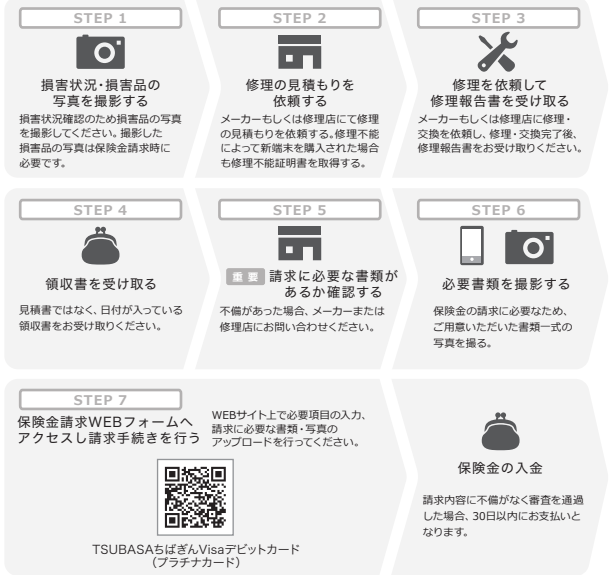 STEP 1
損害状況・損害品の
写真を撮影する
損害状況確認のため損害品の写真
を撮影してください。撮影した
損害品の写真は保険金請求時に
必要です。
STEP 2
修理の見積もりを
依頼する
メーカーもしくは修理店にて修理
の見積もりを依頼する。修理不能
によって新端末を購入された場合
も修理不能証明書を取得する。
STEP 3
修理を依頼して
修理報告書を受け取る
メーカーもしくは修理店に修理・
交換を依頼し、修理・交換完了後、
修理報告書をお受け取りください。
STEP 4
領収書を受け取る
見積書ではなく、日付が入っている
領収書をお受け取りください。
STEP 5
重要 請求に必要な書類が
あるか確認する
不備があった場合、メーカーまたは
修理店にお問い合わせください。
STEP 6
必要書類を撮影する
保険金の請求に必要なため、
ご用意いただいた書類一式の
写真を撮る。
STEP 7
保険金請求WEBフォームへ
アクセスし請求手続きを行う
WEBサイト上で必要項目の入力、
請求に必要な書類・写真の
アップロードを行ってください。
TSUBASAちばぎんVisaデビットカード
（プラチナカード）
保険金の入金
請求内容に不備がなく審査を通過
した場合、30日以内にお支払いと
なります。